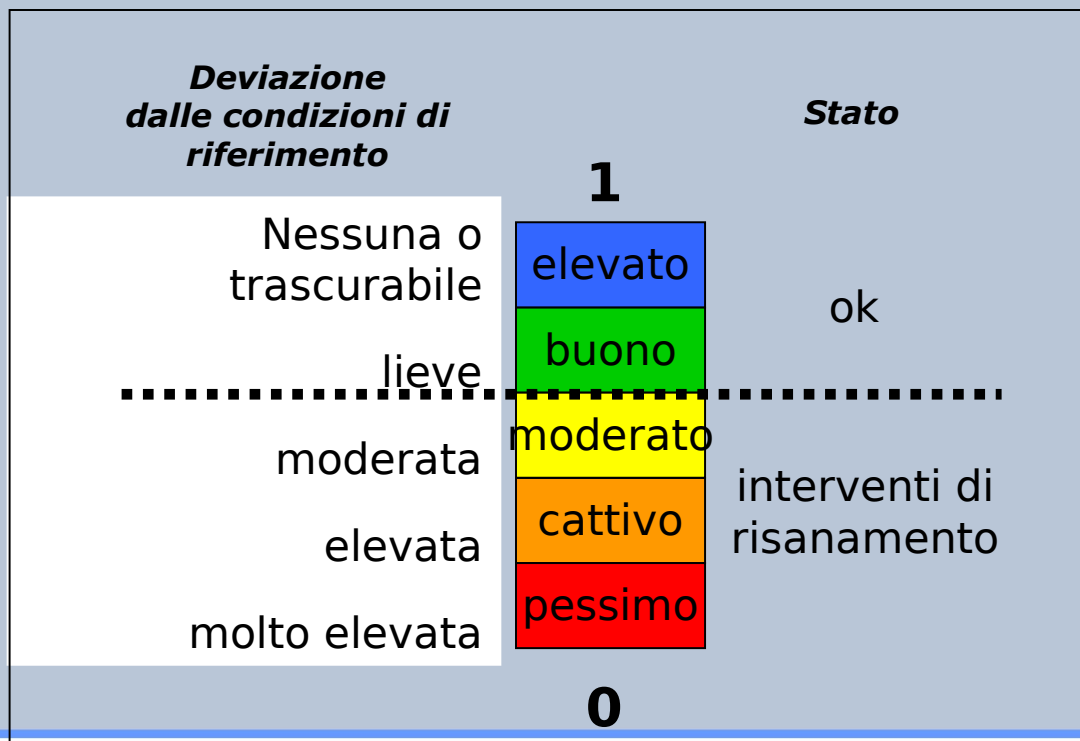 Deviazione
dalle condizioni di
riferimento
Stato
1
Nessuna o
trascurabile
lieve
moderata
elevata
molto elevata
elevato
buono
moderato
cattivo
pessimo
ok
interventi di
risanamento
0